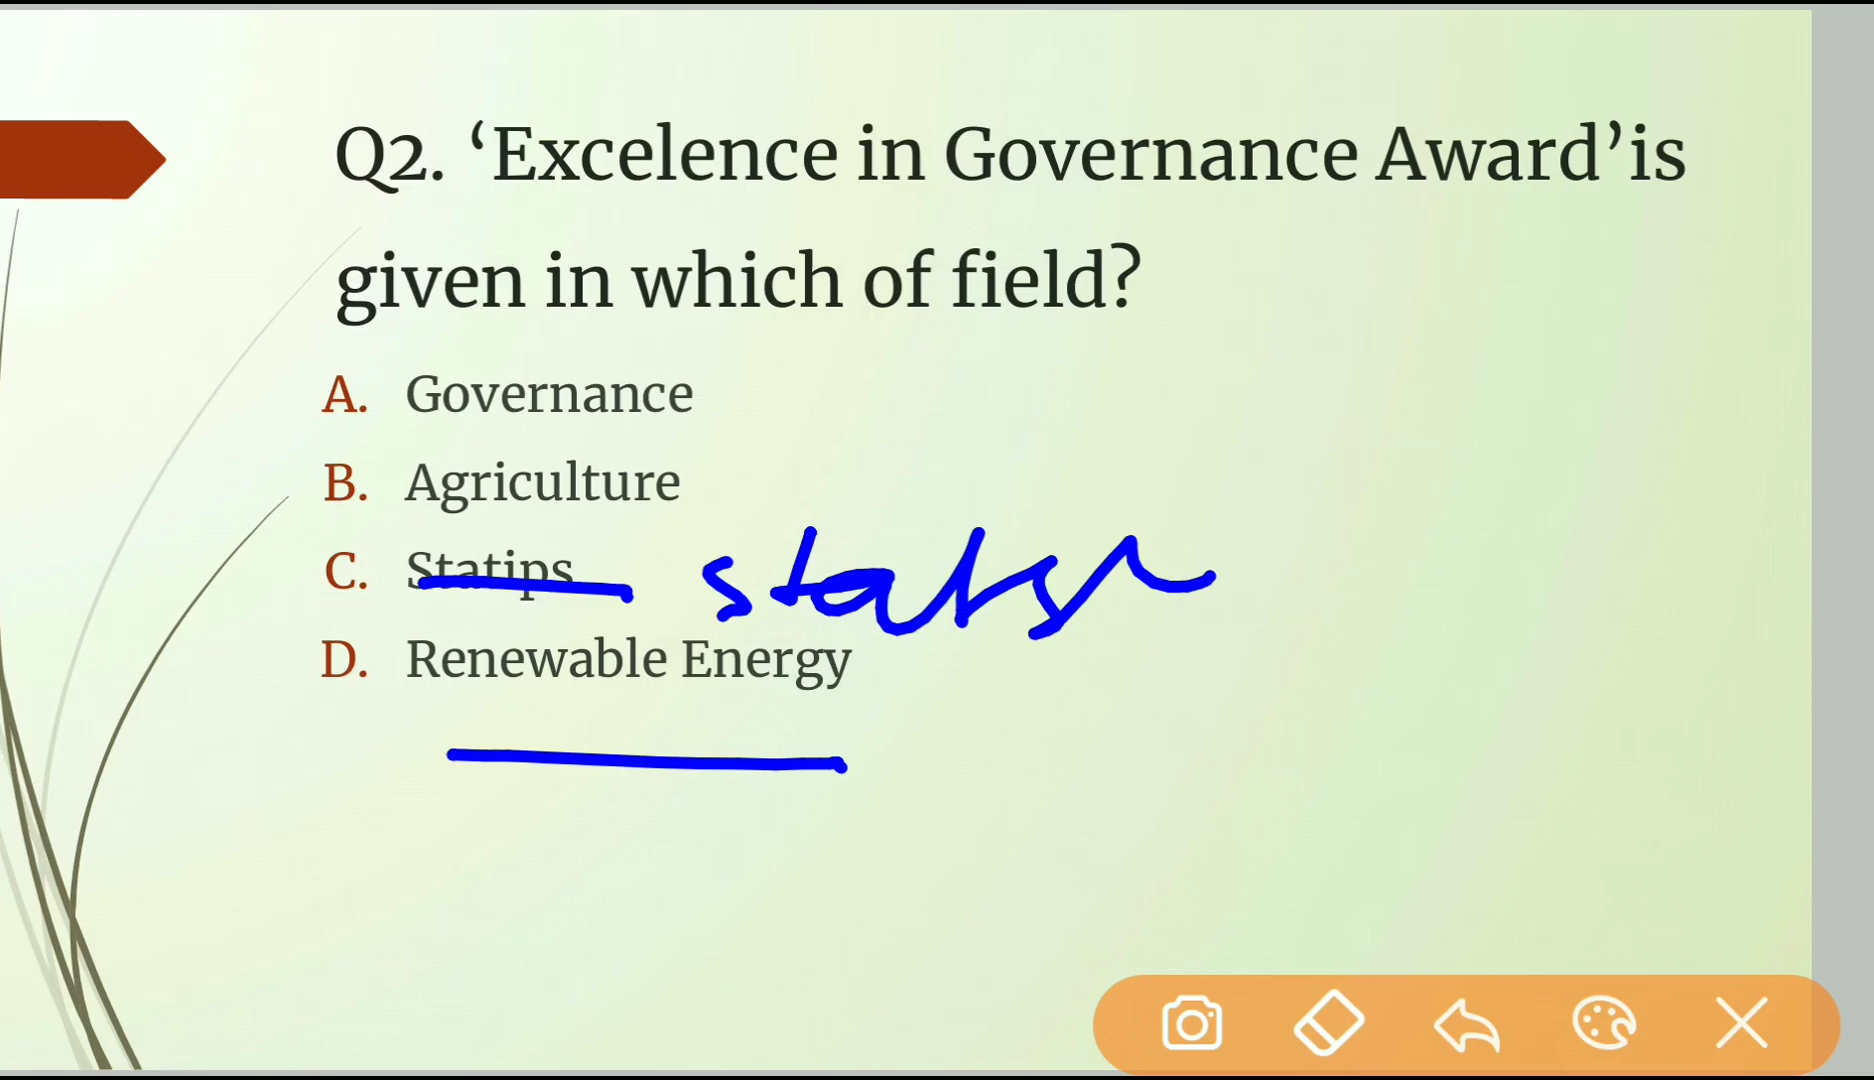 Q2. ‘Excelence in Governance Award’is
given in which of field?
A. Governance
B. Agriculture
C. Statips
D. Renewable Energy